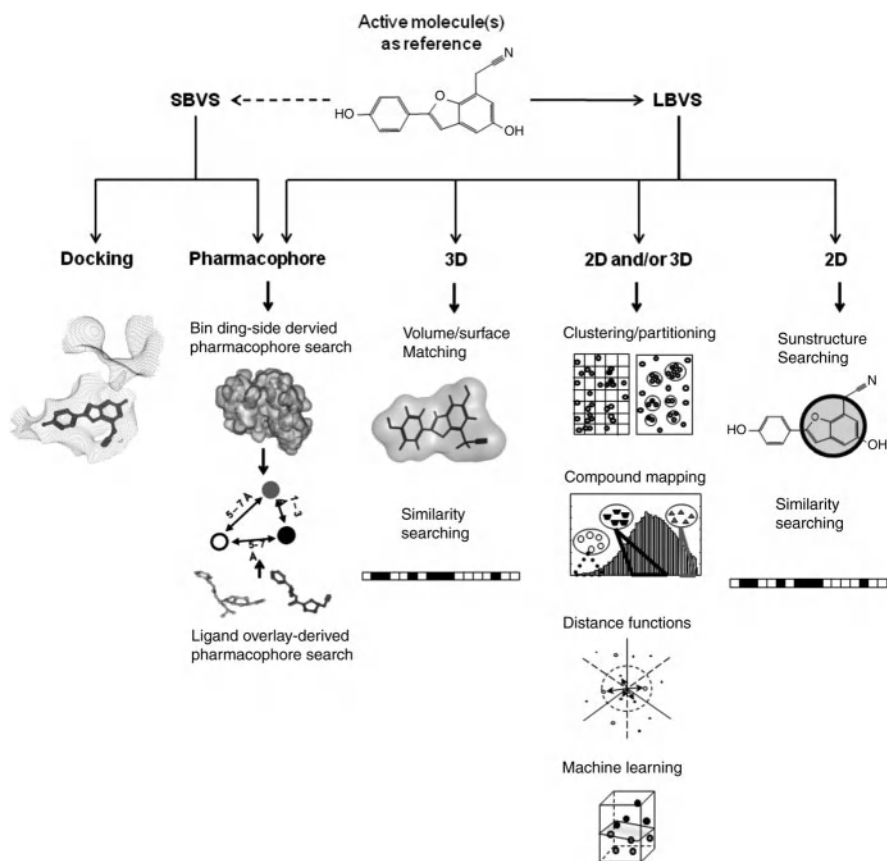 Active molecule(s)
as reference
N
O
HO
OH
SBVS
LBVS
Docking
Pharmacophore
3D
2D and/or 3D
2D
Bin ding-side dervied
pharmacophore search
5-7 A
1-3
5-7
A
Ligand overlay-derived
pharmacophore search
Volume/surface
Matching
Similarity
searching
Clustering/partitioning
Compound mapping
Distance functions
Machine learning
Sunstructure
Searching
N
O
HO
OH
Similarity
searching